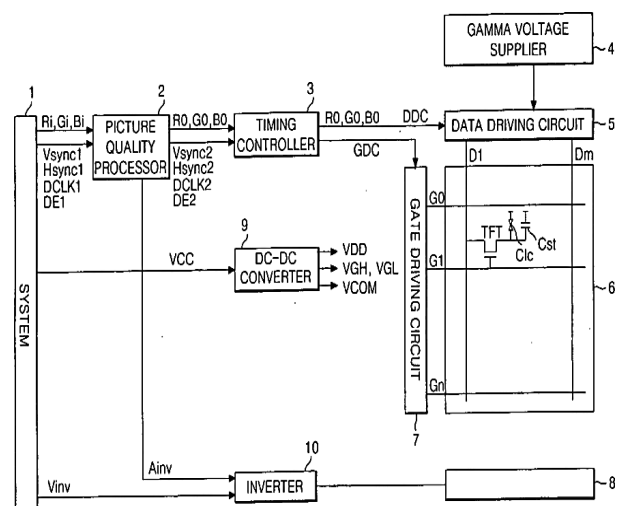 GAMMA VOLTAGE
SUPPLIER
4
1
2
3
Ri,Gi,Bi
PICTURE
QUALITY
PROCESSOR
R0,G0,B0
TIMING
CONTROLLER
R0,G0,B0
DDC
DATA DRIVING CIRCUIT
5
Vsync1
Hsync1
DCLK1
DE1
Vsync2
Hsync2
DCLK2
DE2
GDC
D1
Dm
G0
TFT
Cst
Clc
G1
6
GATE DRIVING CIRCUIT
9
VCC
DC-DC
CONVERTER
VDD
VGH, VGL
VCOM
SYSTEM
Gn
7
10
Ainv
INVERTER
Vinv
8